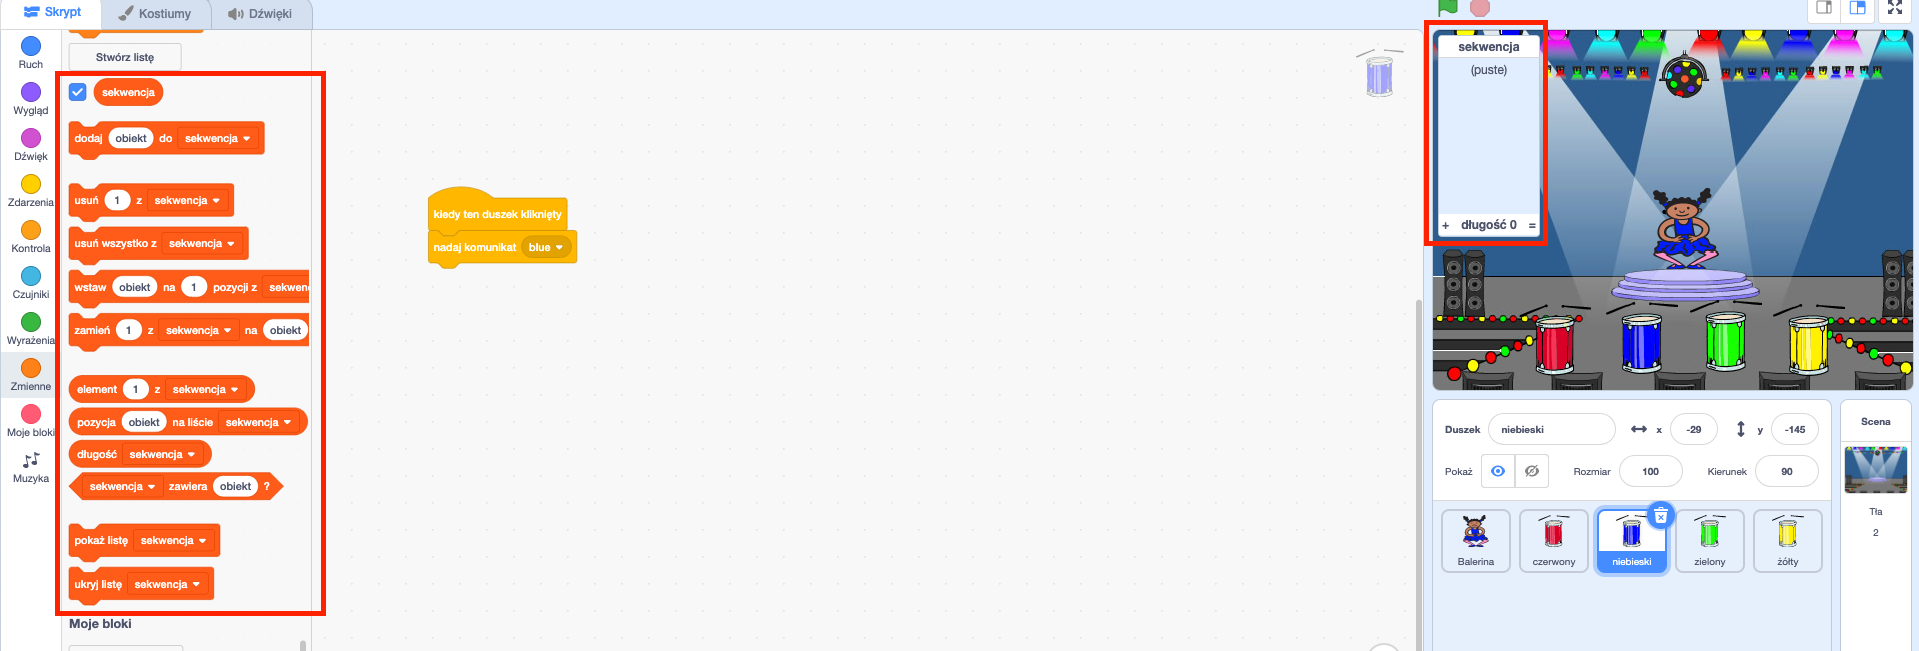 Skrypt
Kostiumy
Dźwięki
Ruch
Wygląd
Dźwięk
Zdarzenia
Kontrola
Czujniki
Wyrażenia
Zmienne
Moje bloki
Muzyka
Stwórz listę
sekwencja
dodaj obiekt do sekwencja
usuń 1 z sekwencja
usuń wszystko z sekwencja
wstaw obiekt na 1 pozycji z
zamień 1 z sekwencja na obiekt
element 1 z sekwencja
pozycja obiekt na liście sekwencja
długość sekwencja
sekwencja zawiera obiekt ?
pokaż listę sekwencja
ukryj listę sekwencja
Moje bloki
kiedy ten duszek kliknięty
nadaj komunikat blue
sekwencja
(puste)
+ długość 0 =
Duszek niebieski x -29 y -145
Pokaż Rozmiar 100 Kierunek 90
Balerina
czerwony
niebieski
zielony
żółty
Scena
Tła
2